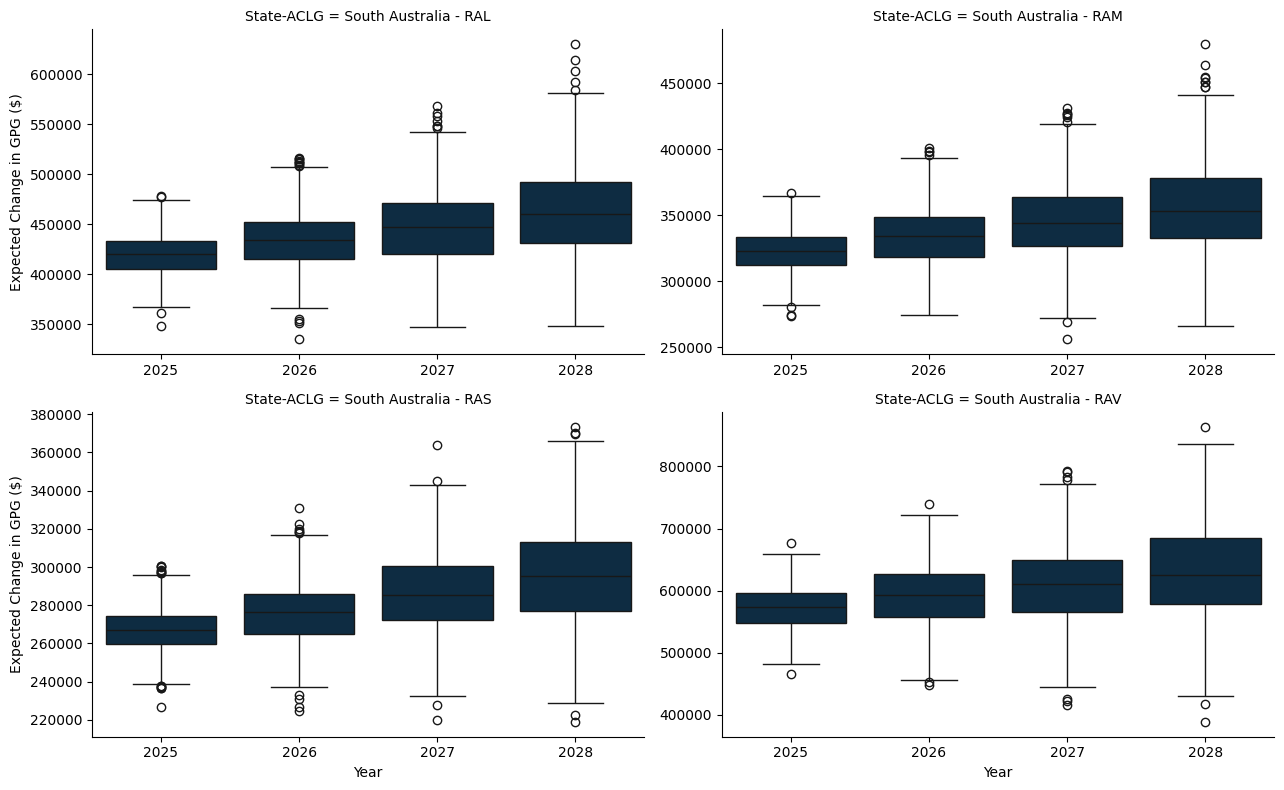 State-ACLG = South Australia - RAL
Expected Change in GPG ($)
600000
550000
500000
450000
400000
350000
2025 2026 2027 2028
State-ACLG = South Australia - RAM
450000
400000
350000
300000
250000
2025 2026 2027 2028
State-ACLG = South Australia - RAS
Expected Change in GPG ($)
380000
360000
340000
320000
300000
280000
260000
240000
220000
2025 2026 2027 2028
Year
State-ACLG = South Australia - RAV
800000
700000
600000
500000
400000
2025 2026 2027 2028
Year